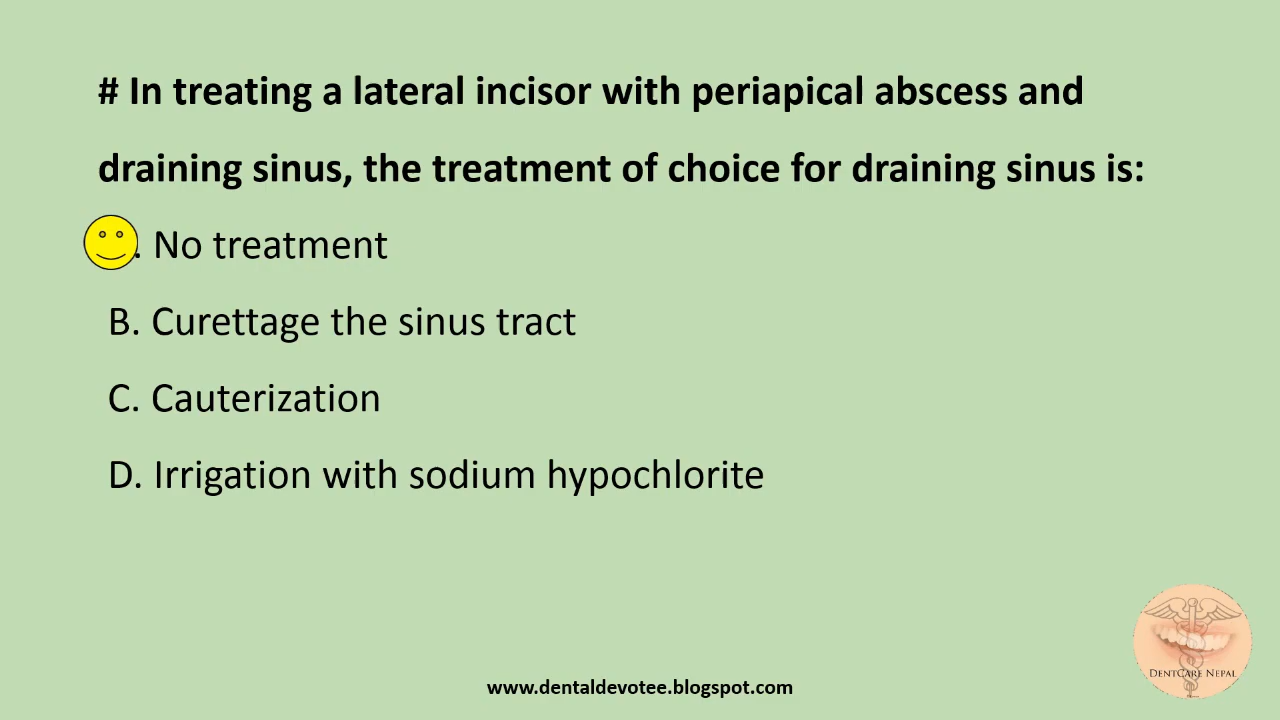 # In treating a lateral incisor with periapical abscess and
draining sinus, the treatment of choice for draining sinus is:
. No treatment
B. Curettage the sinus tract
C. Cauterization
D. Irrigation with sodium hypochlorite
DENTCARE NEPAL
www.dentaldevotee.blogspot.com